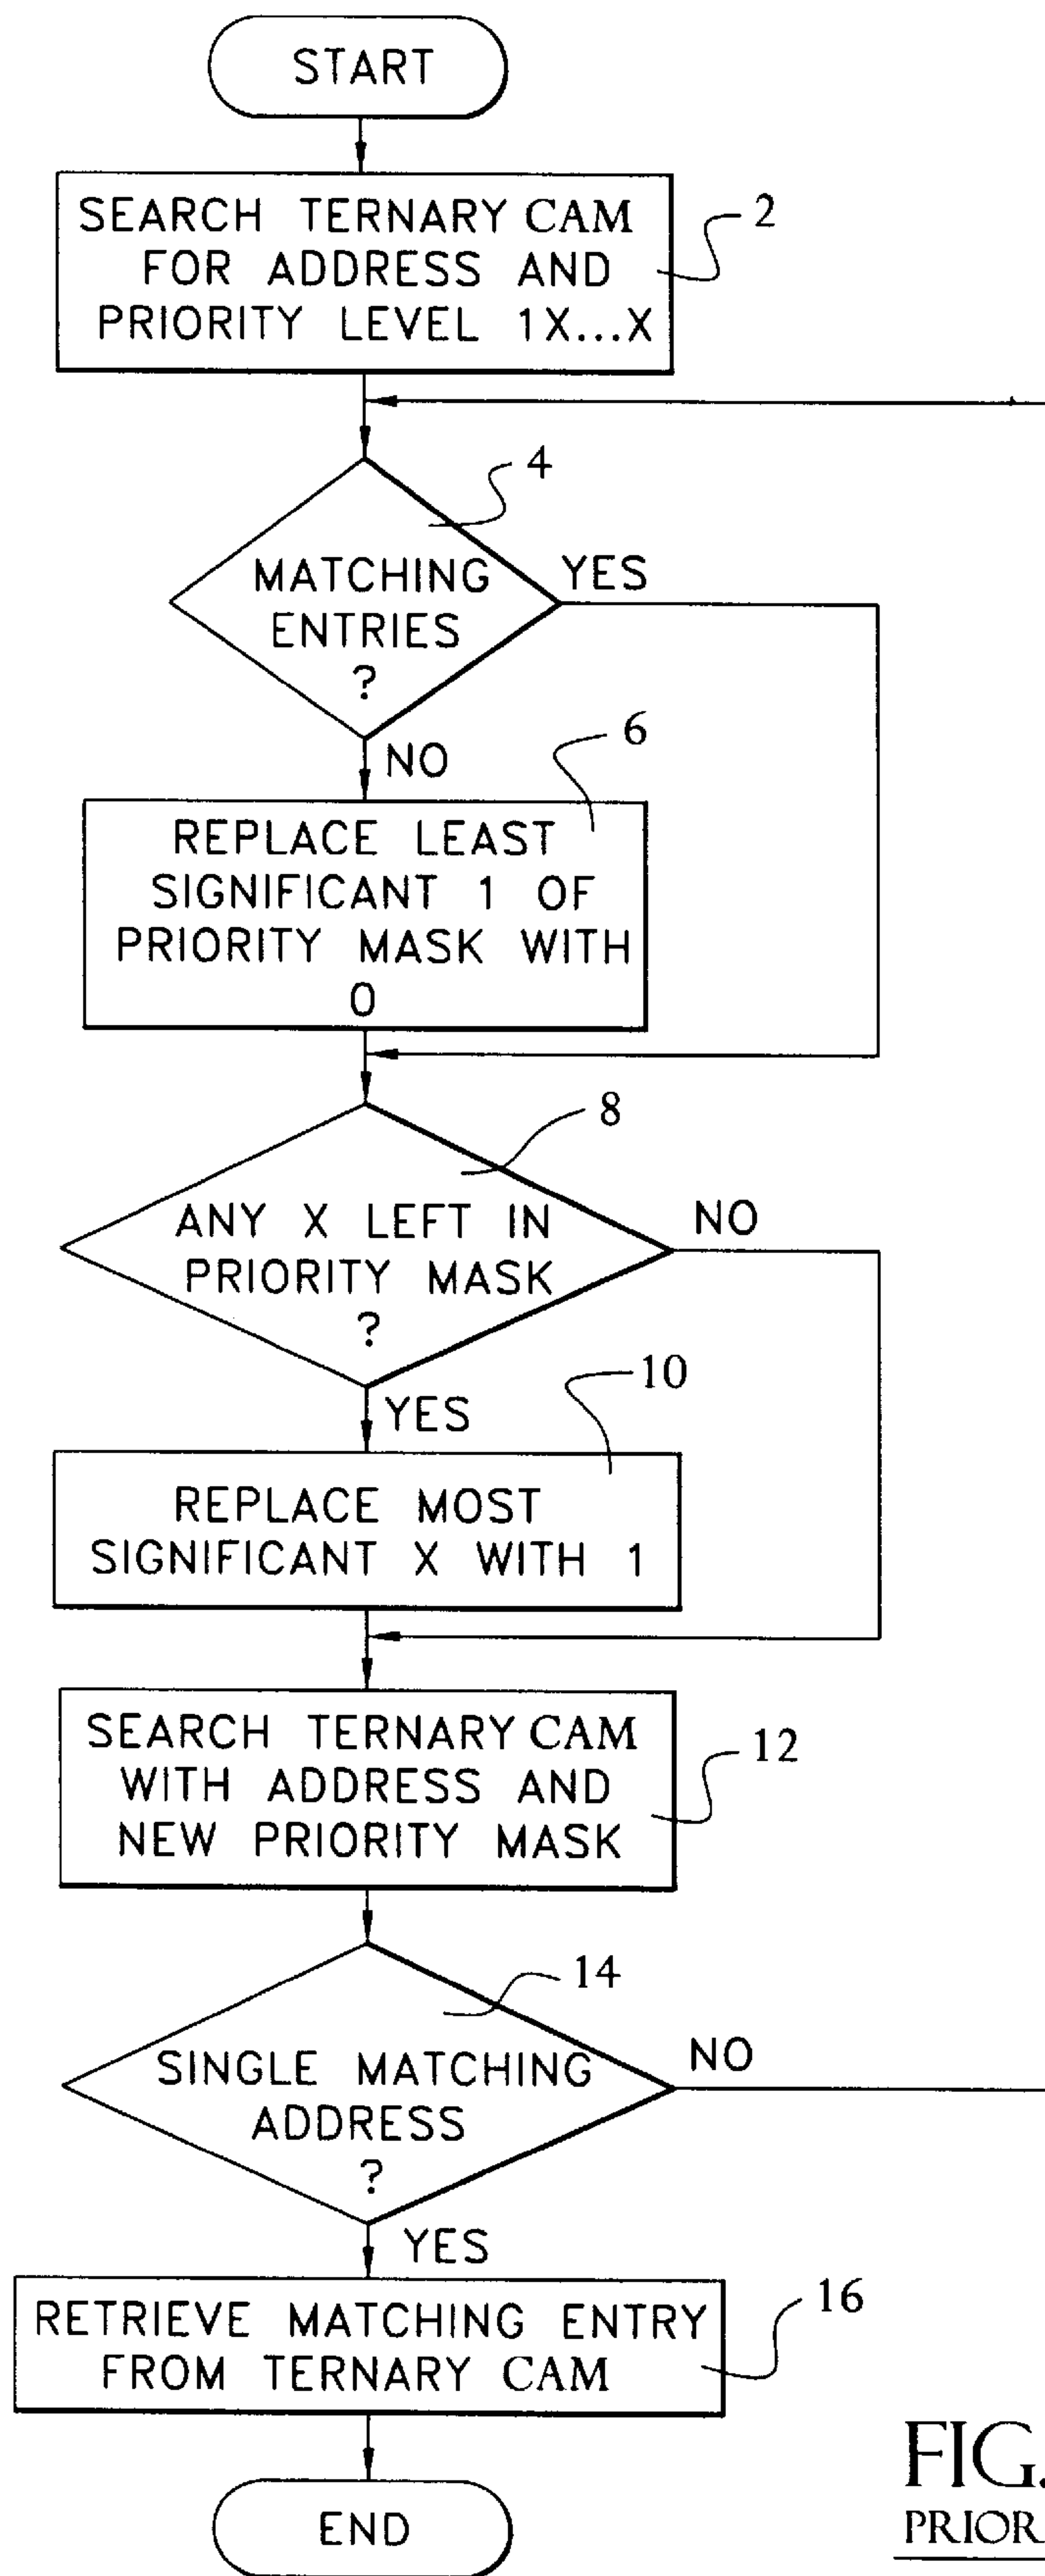 START
SEARCH TERNARY CAM
FOR ADDRESS AND
PRIORITY LEVEL 1X...X
2
4
MATCHING
ENTRIES
?
YES
NO
6
REPLACE LEAST
SIGNIFICANT 1 OF
PRIORITY MASK WITH
0
8
ANY X LEFT IN
PRIORITY MASK
?
NO
YES
10
REPLACE MOST
SIGNIFICANT X WITH 1
SEARCH TERNARY CAM
WITH ADDRESS AND
NEW PRIORITY MASK
12
14
SINGLE MATCHING
ADDRESS
?
NO
YES
RETRIEVE MATCHING ENTRY
FROM TERNARY CAM
16
END
FIG.
PRIOR